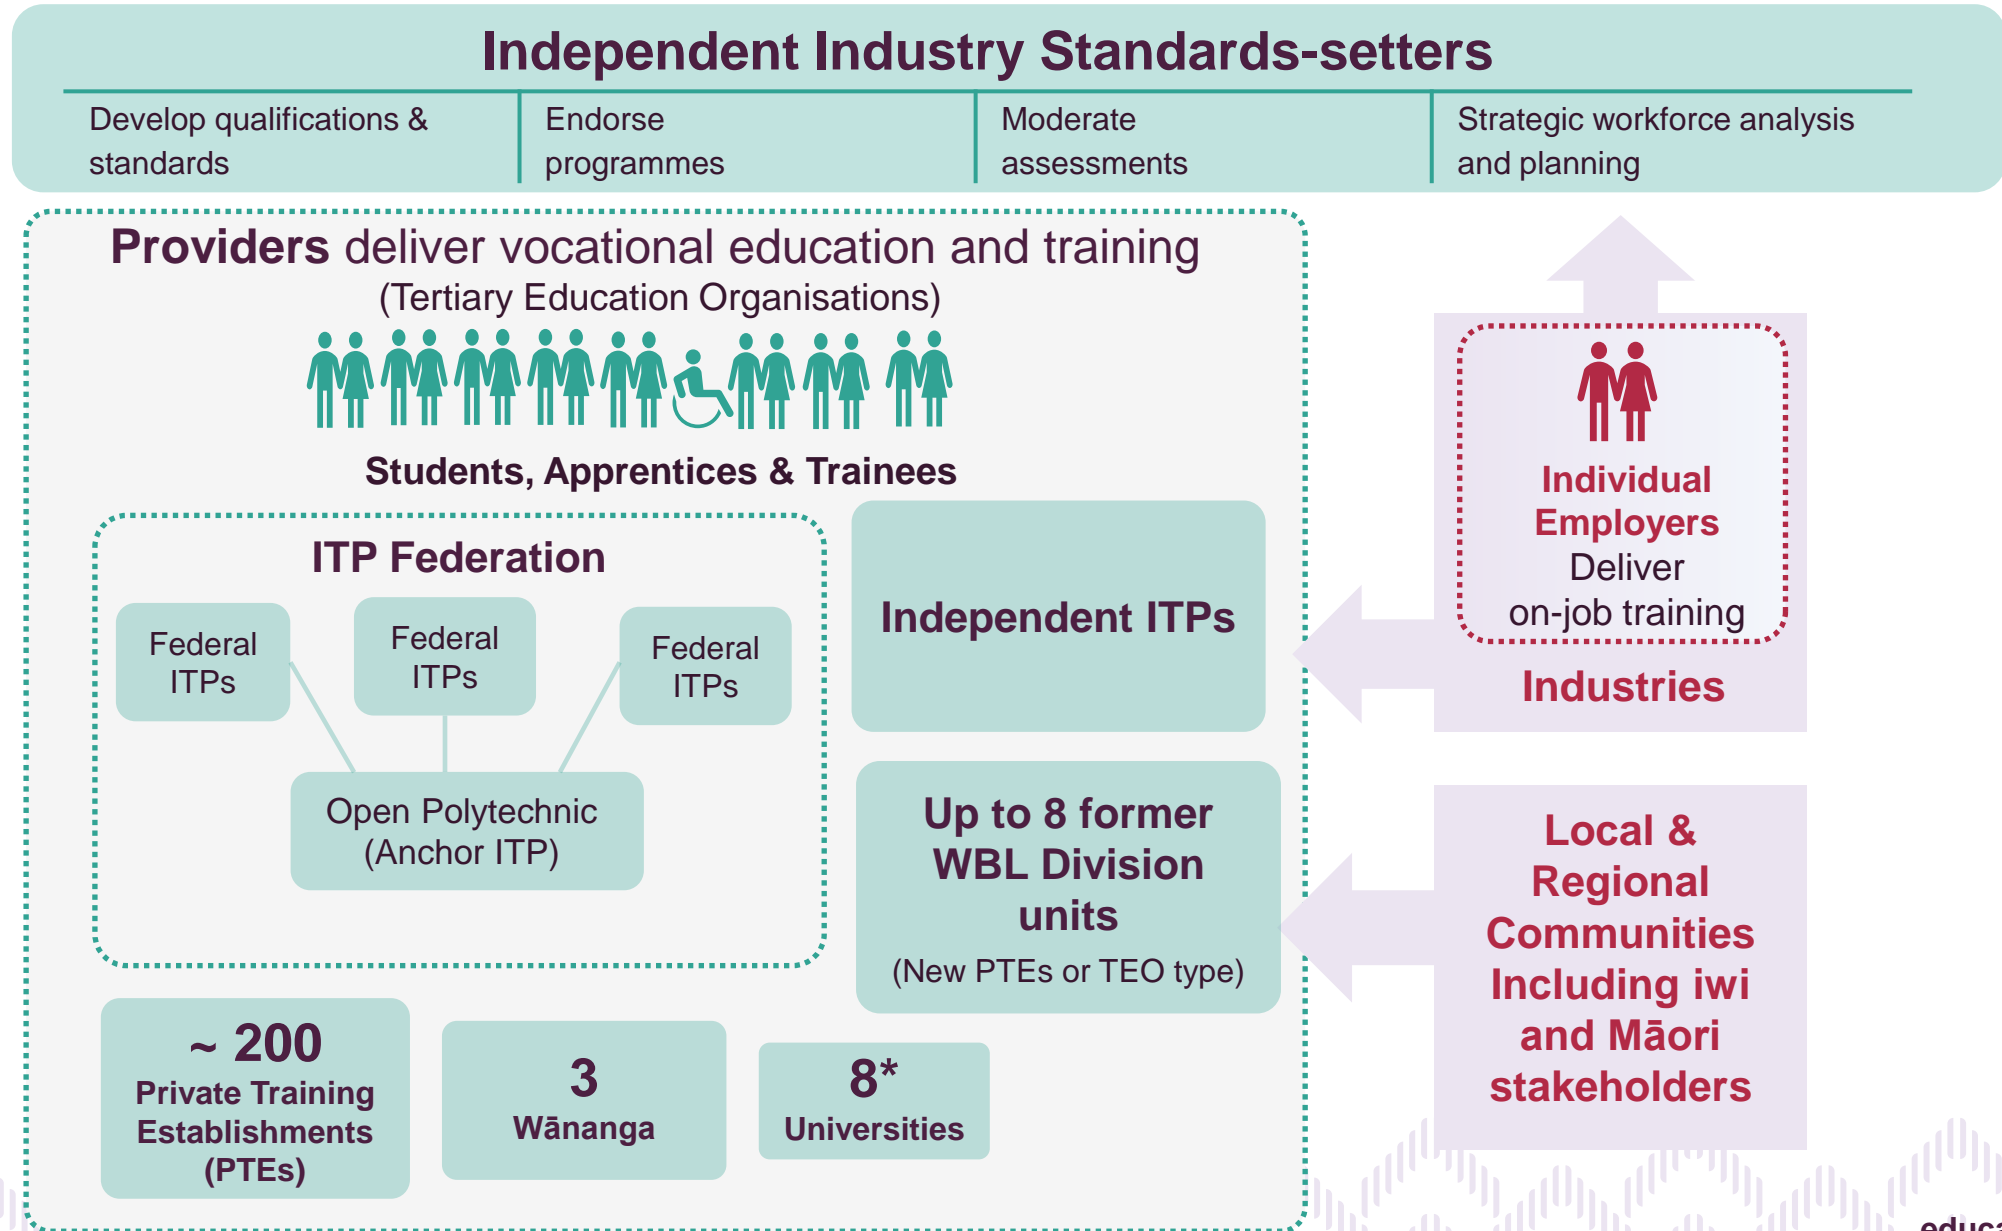 Independent Industry Standards-setters
Develop qualifications &
standards
Endorse
programmes
Moderate
assessments
Strategic workforce analysis
and planning
Providers deliver vocational education and training
(Tertiary Education Organisations)
Students, Apprentices & Trainees
ITP Federation
Federal
ITPs
Federal
ITPs
Federal
ITPs
Open Polytechnic
(Anchor ITP)
Independent ITPs
Up to 8 former
WBL Division
units
(New PTEs or TEO type)
~ 200
Private Training
Establishments
(PTEs)
3
Wānanga
8*
Universities
Individual
Employers
Deliver
on-job training
Industries
Local &
Regional
Communities
Including iwi
and Māori
stakeholders